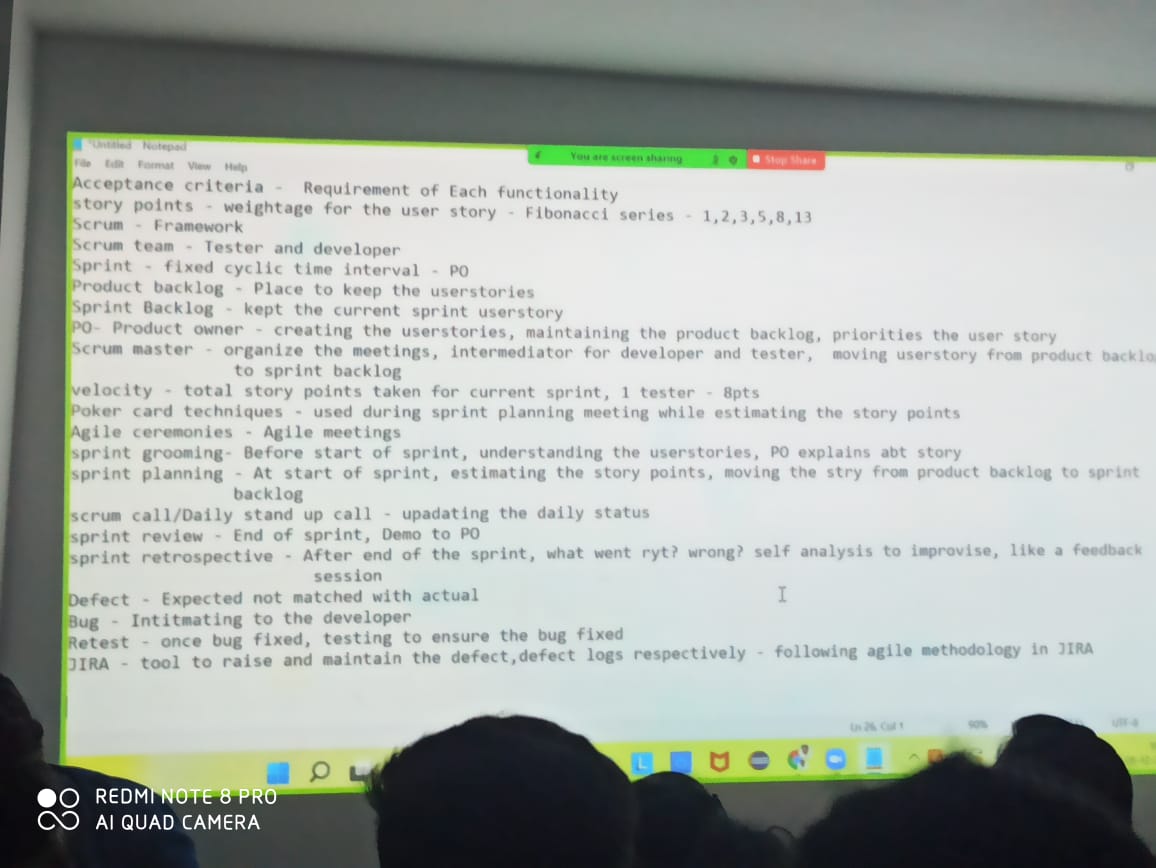 *Untitled Notepad
File Edit Format View Help
You are screen sharing Stop Share
Acceptance criteria - Requirement of Each functionality
story points - weightage for the user story - Fibonacci series - 1,2,3,5,8,13
Scrum - Framework
Scrum team - Tester and developer
Sprint - fixed cyclic time interval - PO
Product backlog - Place to keep the userstories
Sprint Backlog - kept the current sprint userstory
PO- Product owner - creating the userstories, maintaining the product backlog, priorities the user story
Scrum master - organize the meetings, intermediator for developer and tester, moving userstory from product backlo
to sprint backlog
velocity - total story points taken for current sprint, 1 tester - 8pts
Poker card techniques - used during sprint planning meeting while estimating the story points
Agile ceremonies - Agile meetings
sprint grooming- Before start of sprint, understanding the userstories, PO explains abt story
sprint planning - At start of sprint, estimating the story points, moving the stry from product backlog to sprint
backlog
scrum call/Daily stand up call - upadating the daily status
sprint review - End of sprint, Demo to PO
sprint retrospective - After end of the sprint, what went ryt? wrong? self analysis to improvise, like a feedback
session
Defect - Expected not matched with actual
Bug - Intitmating to the developer
Retest - once bug fixed, testing to ensure the bug fixed
JIRA - tool to raise and maintain the defect,defect logs respectively - following agile methodology in JIRA
Ln 26, Col 1 90% UTF-8
REDMI NOTE 8 PRO
AI QUAD CAMERA